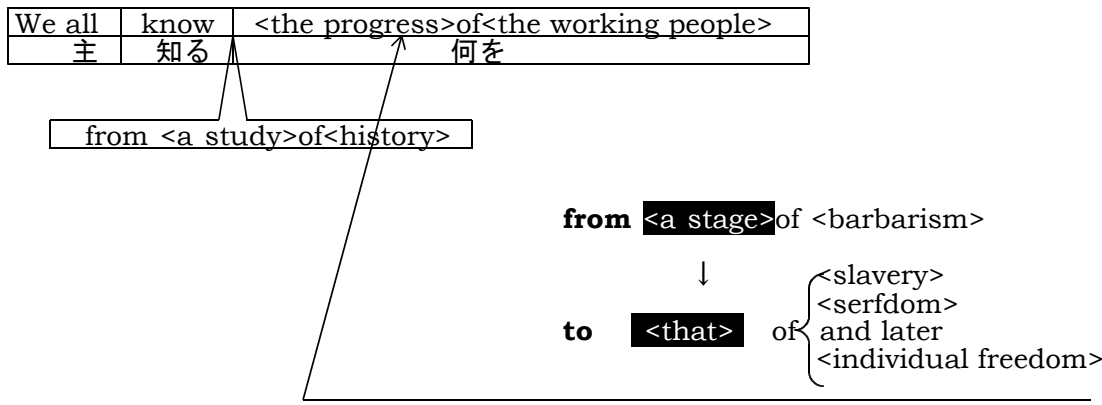 We all know <the progress>of<the working people>
主 知る 何を
from <a study>of<history>
from <a stage>of <barbarism>
↓
<slavery>
<serfdom>
to <that> of and later
<individual freedom>